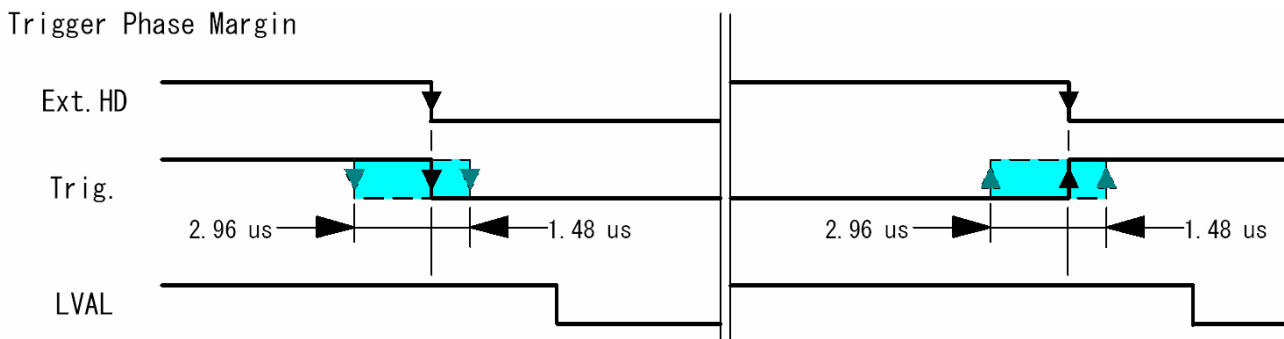 Trigger Phase Margin
Ext.HD
Trig.
2.96 us 1.48 us 2.96 us 1.48 us
LVAL